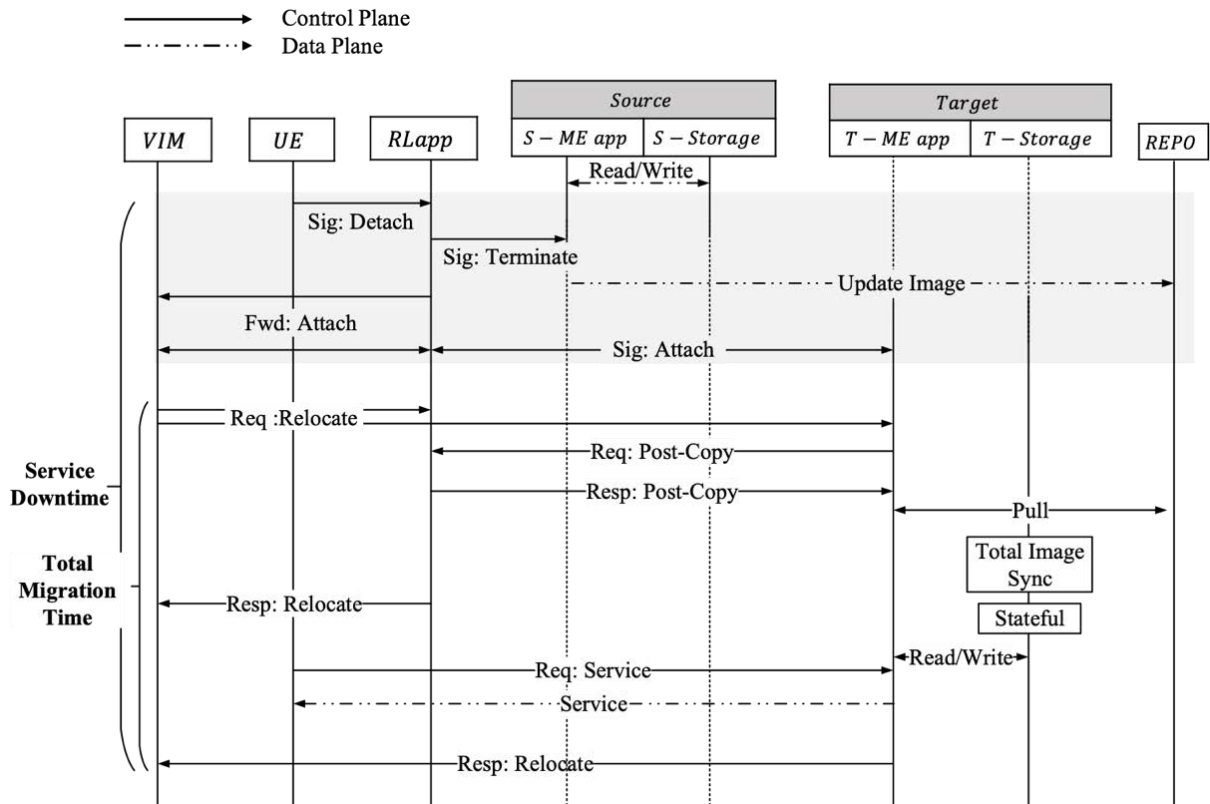 Control Plane
Data Plane
Source
Target
VIM
UE
RLapp
S − ME app
S − Storage
T − ME app
T − Storage
REPO
Read/Write
Sig: Detach
Sig: Terminate
Update Image
Fwd: Attach
Sig: Attach
Req :Relocate
Req: Post-Copy
Service
Downtime
Resp: Post-Copy
Pull
Total Image
Sync
Total
Migration
Time
Resp: Relocate
Stateful
Read/Write
Req: Service
Service
Resp: Relocate